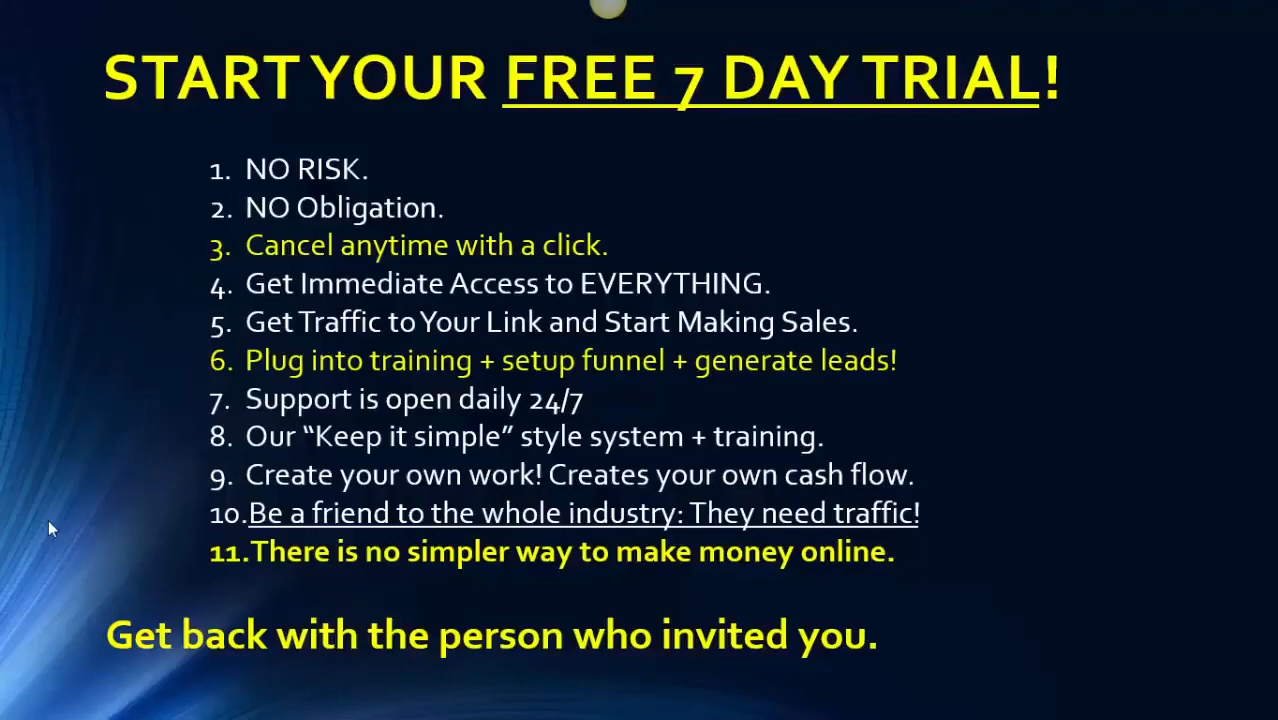 START YOUR FREE 7 DAY TRIAL!
1. NO RISK.
2. NO Obligation.
3. Cancel anytime with a click.
4. Get Immediate Access to EVERYTHING.
5. Get Traffic to Your Link and Start Making Sales.
6. Plug into training + setup funnel + generate leads!
7. Support is open daily 24/7
8. Our “Keep it simple” style system + training.
9. Create your own work! Creates your own cash flow.
10.Be a friend to the whole industry: They need traffic!
11.There is no simpler way to make money online.
Get back with the person who invited you.